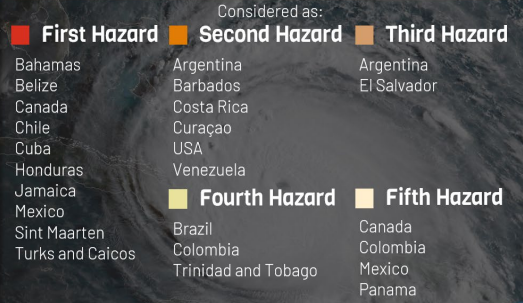 Considered as:
First Hazard
Bahamas
Belize
Canada
Chile
Cuba
Honduras
Jamaica
Mexico
Sint Maarten
Turks and Caicos
Second Hazard
Argentina
Barbados
Costa Rica
Curaçao
USA
Venezuela
Third Hazard
Argentina
El Salvador
Fourth Hazard
Brazil
Colombia
Trinidad and Tobago
Fifth Hazard
Canada
Colombia
Mexico
Panama